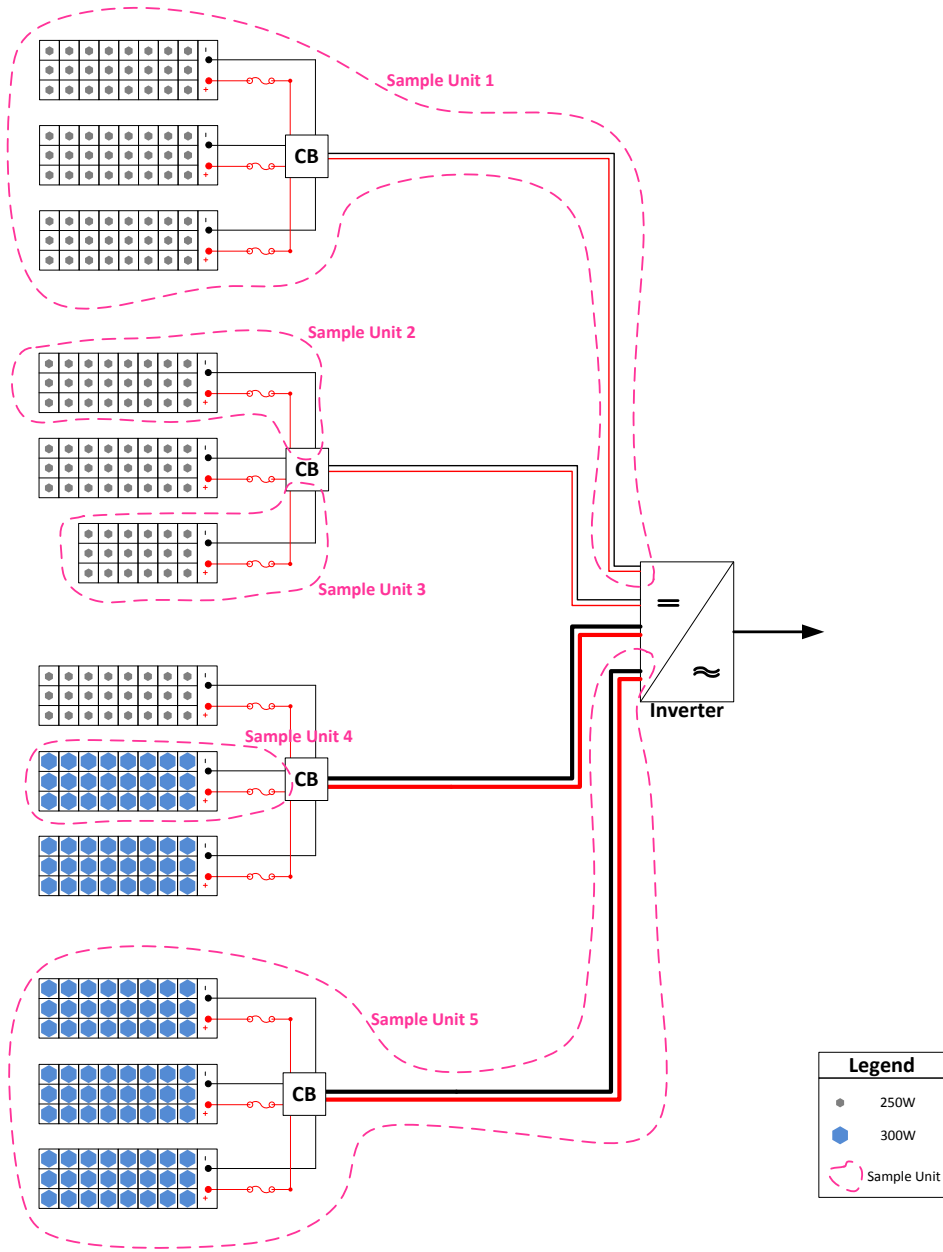 Sample Unit 1
CB
Sample Unit 2
CB
Sample Unit 3
=
≈
Inverter
Sample Unit 4
CB
Sample Unit 5
CB
Legend
250W
300W
Sample Unit